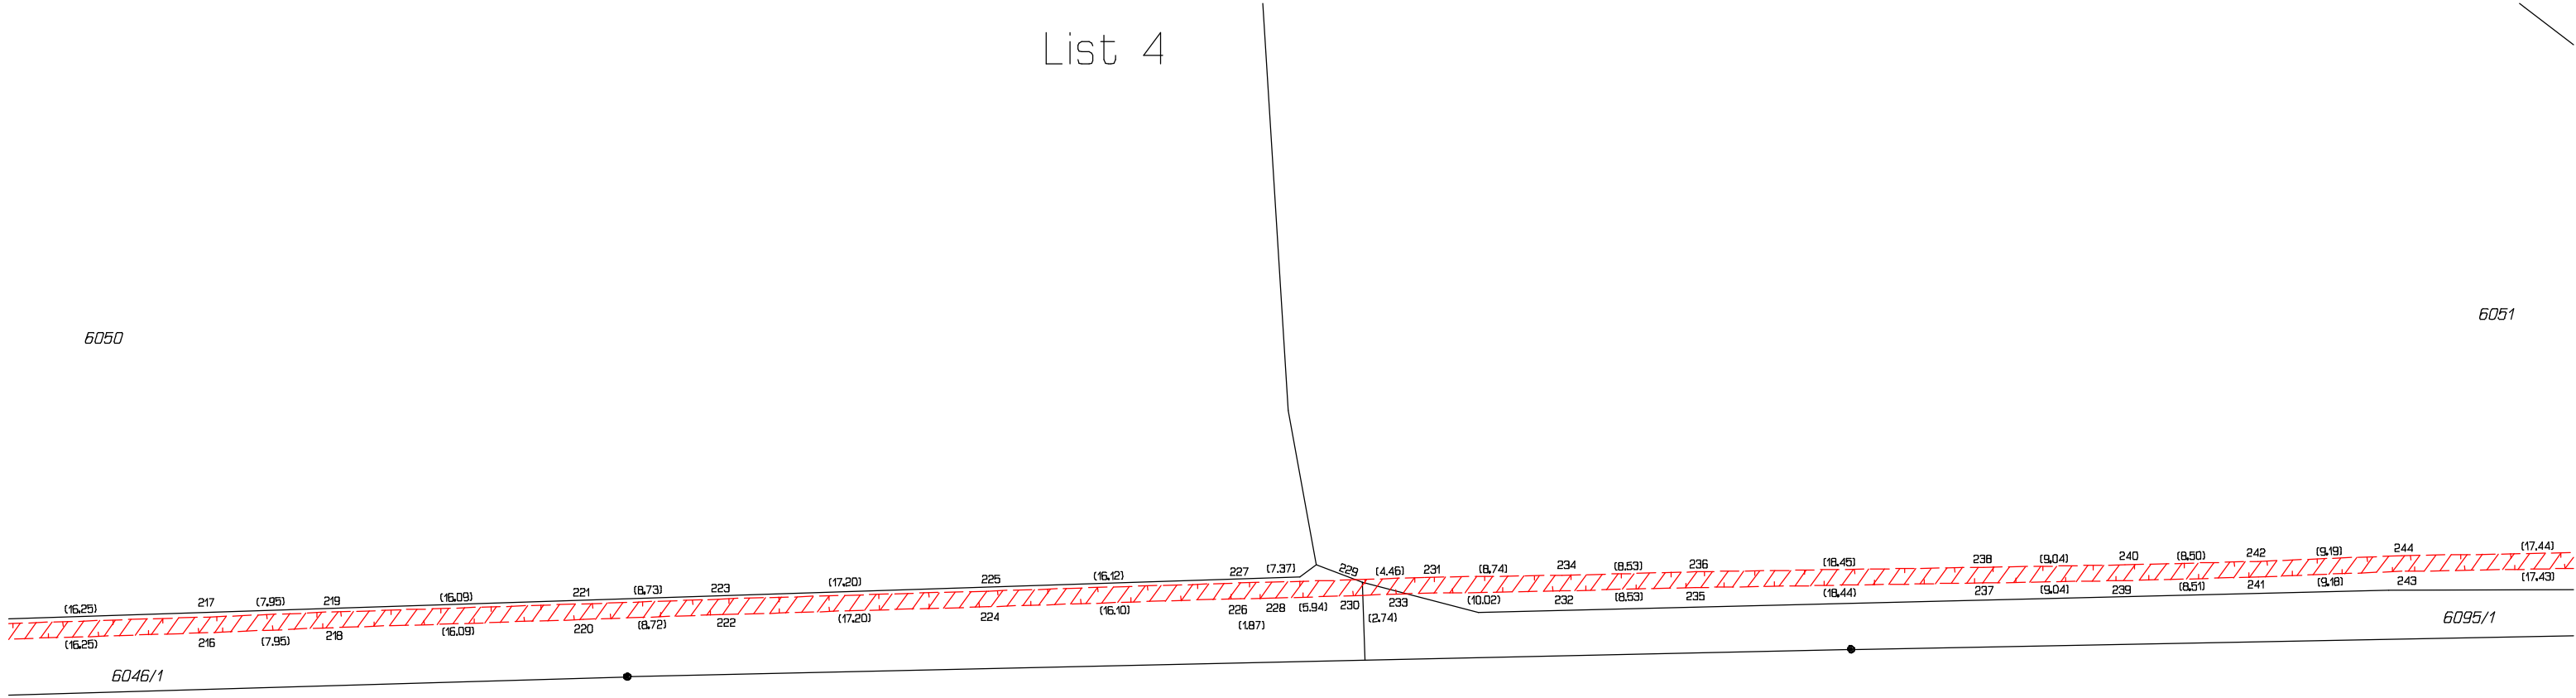 List 4
6051
6050
(16.25) 217 (7.95) 219 (16.09) 221 (8.73) 223 (17.20) 225 (16.12) 227 (7.37) 229 (4.46) 231 (8.74) 234 (8.53) 236 (18.45) 238 (9.04) 240 (8.50) 242 (9.19) 244 (17.44)
(16.25) 216 (7.95) 218 (16.09) 220 (8.72) 222 (17.20) 224 (16.10) 226 228 (5.94) 230 233 (10.02) 232 (8.53) 235 (18.44) 237 (9.04) 239 (8.51) 241 (9.18) 243 (17.43)
(1.87) (2.74)
6095/1
6046/1